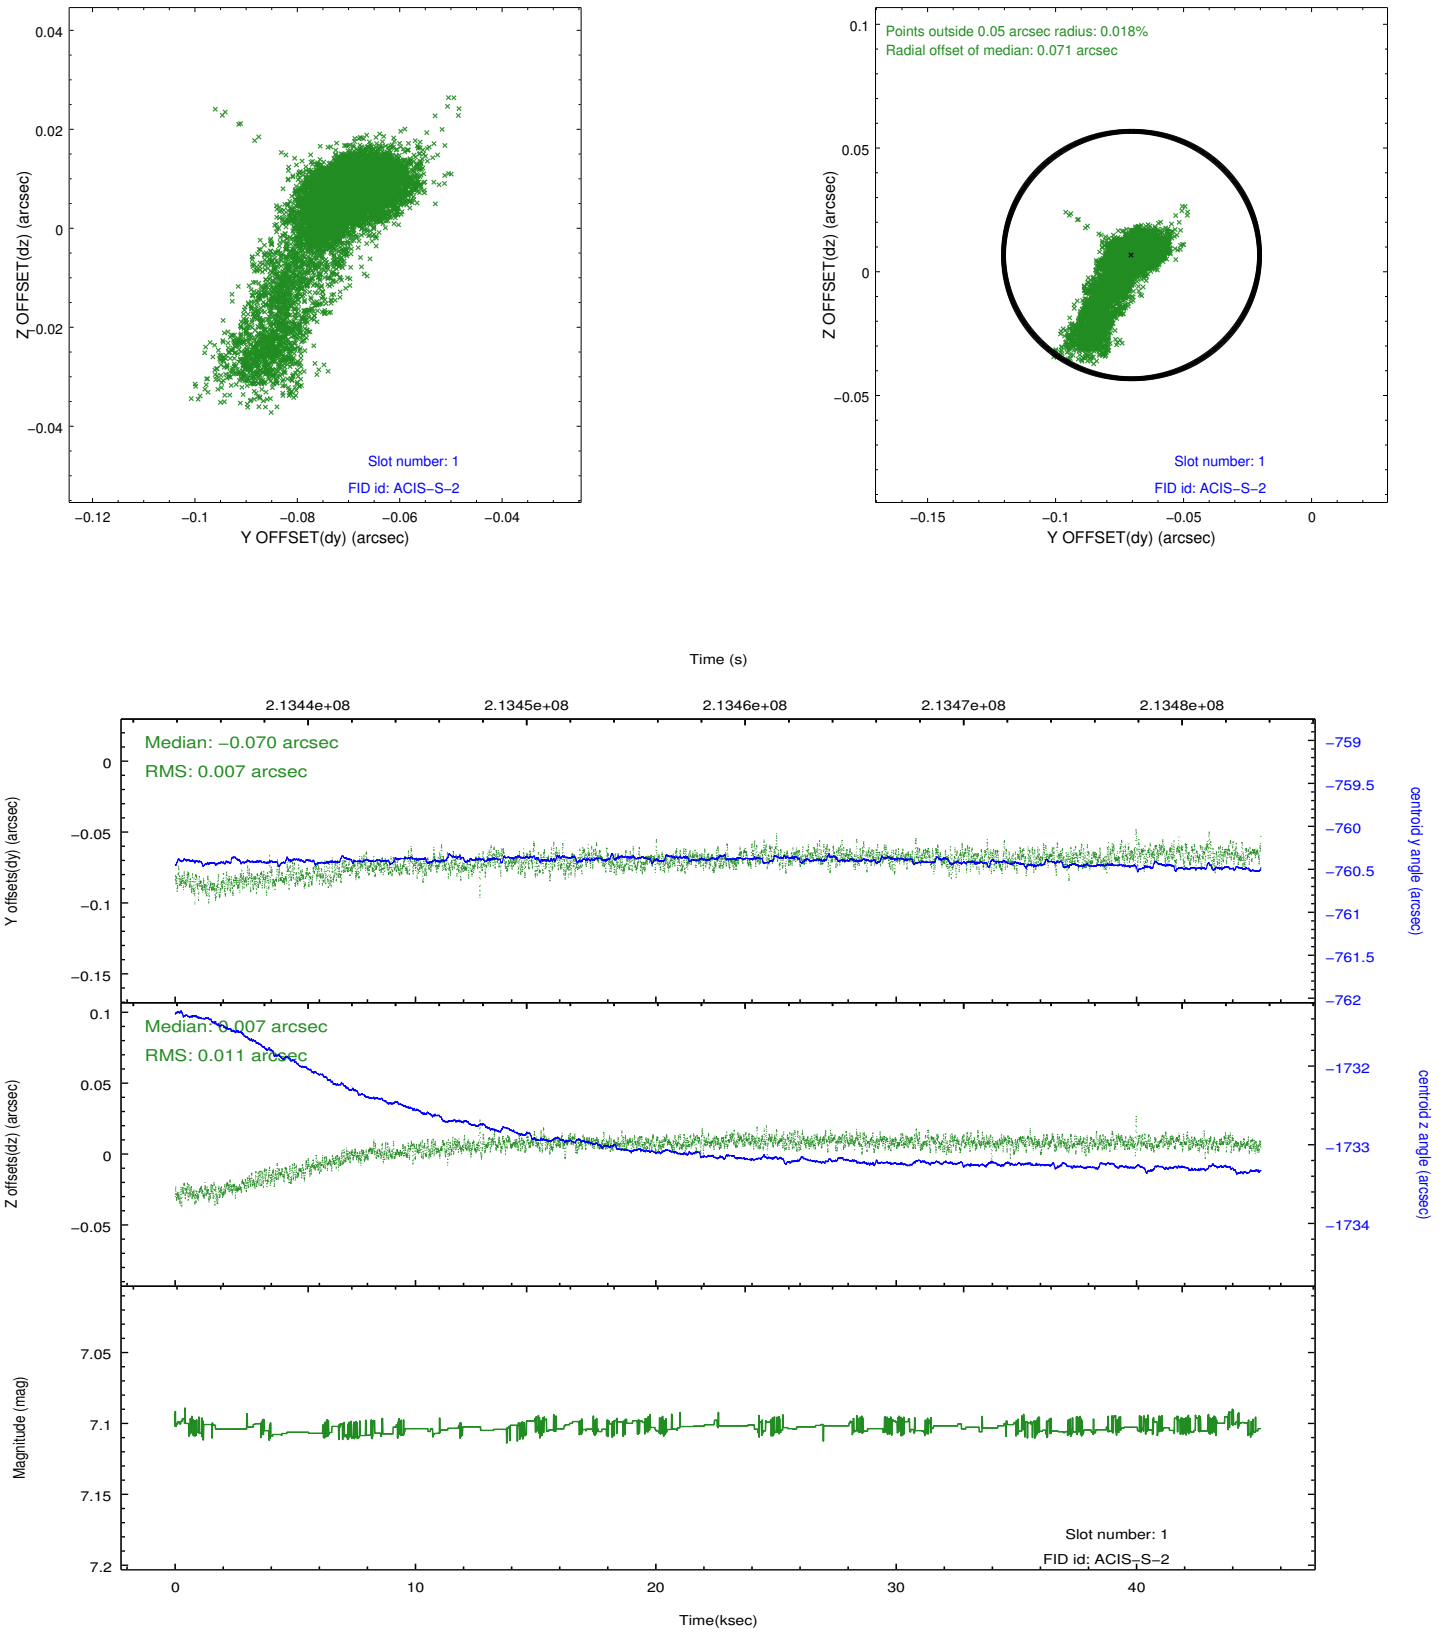 0.04
0.02
0
−0.02
−0.04
Z OFFSET(dz) (arcsec)
Slot number: 1
FID id: ACIS−S−2
−0.12
−0.1
−0.08
−0.06
−0.04
Y OFFSET(dy) (arcsec)
Points outside 0.05 arcsec radius: 0.018%
Radial offset of median: 0.071 arcsec
0.1
0.05
0
−0.05
Z OFFSET(dz) (arcsec)
Slot number: 1
FID id: ACIS−S−2
−0.15
−0.1
−0.05
0
Y OFFSET(dy) (arcsec)
Time (s)
2.1344e+08
2.1345e+08
2.1346e+08
2.1347e+08
2.1348e+08
Median: −0.070 arcsec
RMS: 0.007 arcsec
0
−0.05
−0.1
−0.15
Y offsets(dy) (arcsec)
−759
−759.5
−760
−760.5
−761
−761.5
−762
centroid y angle (arcsec)
Median: 0.007 arcsec
RMS: 0.011 arcsec
0.1
0.05
0
−0.05
Z offsets(dz) (arcsec)
−1732
−1733
−1734
centroid z angle (arcsec)
7.05
7.1
7.15
7.2
Magnitude (mag)
Slot number: 1
FID id: ACIS−S−2
0
10
20
30
40
Time(ksec)